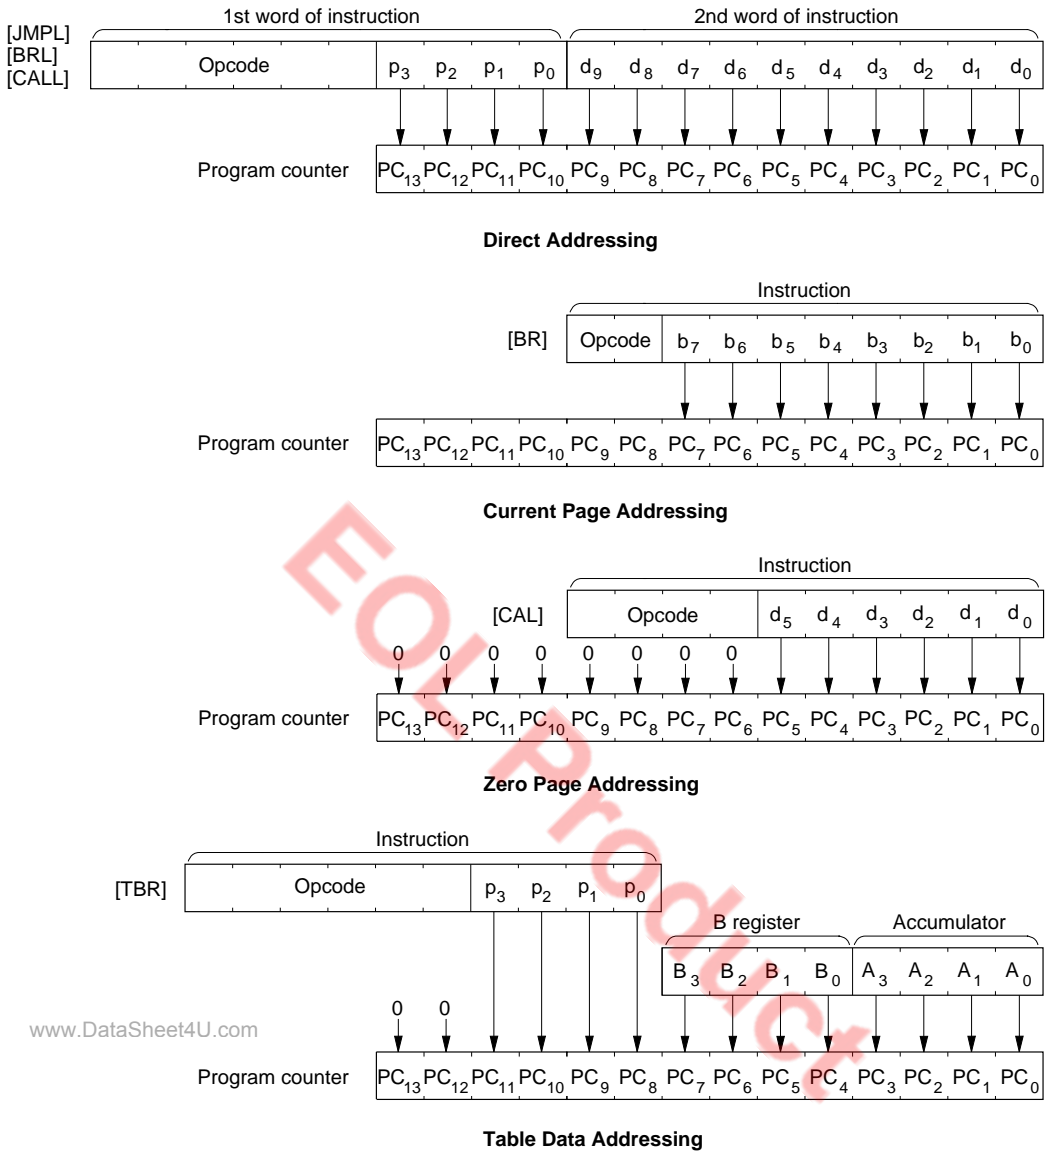 1st word of instruction 2nd word of instruction
[JMPL]
[BRL]
[CALL]
Opcode p3 p2 p1 p0 d9 d8 d7 d6 d5 d4 d3 d2 d1 d0
Program counter PC13 PC12 PC11 PC10 PC9 PC8 PC7 PC6 PC5 PC4 PC3 PC2 PC1 PC0
Direct Addressing
Instruction
[BR] Opcode b7 b6 b5 b4 b3 b2 b1 b0
Program counter PC13 PC12 PC11 PC10 PC9 PC8 PC7 PC6 PC5 PC4 PC3 PC2 PC1 PC0
Current Page Addressing
Instruction
[CAL] Opcode d5 d4 d3 d2 d1 d0
0 0 0 0 0 0 0 0
Program counter PC13 PC12 PC11 PC10 PC9 PC8 PC7 PC6 PC5 PC4 PC3 PC2 PC1 PC0
Zero Page Addressing
Instruction
[TBR] Opcode p3 p2 p1 p0
B register Accumulator
B3 B2 B1 B0 A3 A2 A1 A0
0 0
www.DataSheet4U.com
Program counter PC13 PC12 PC11 PC10 PC9 PC8 PC7 PC6 PC5 PC4 PC3 PC2 PC1 PC0
Table Data Addressing
EOL Product